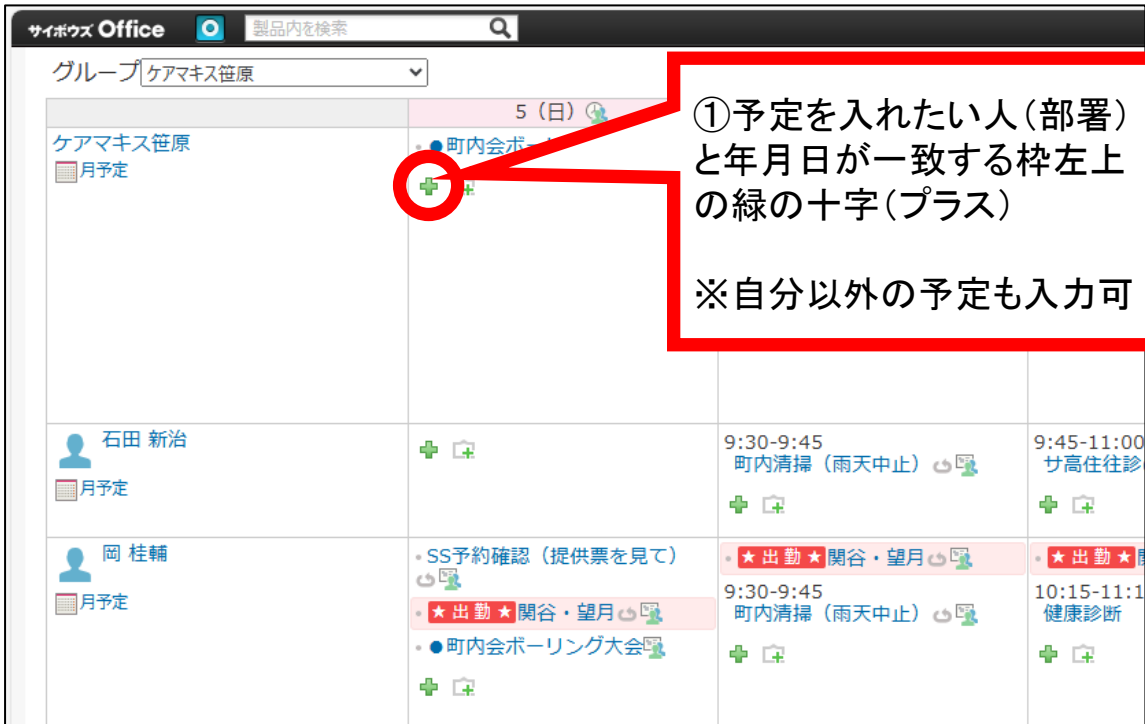 サイボウズ Office 製品内を検索
グループ ケアマキス笹原
5（日）
ケアマキス笹原
月予定
●町内会ボー
①予定を入れたい人（部署）
と年月日が一致する枠左上
の緑の十字（プラス）
※自分以外の予定も入力可
石田 新治
月予定
9:30-9:45
町内清掃（雨天中止）
9:45-11:00
サ高住往診
岡 桂輔
月予定
SS予約確認（提供票を見て）
★出勤★関谷・望月
●町内会ボーリング大会
★出勤★関谷・望月
9:30-9:45
町内清掃（雨天中止）
★出勤★
10:15-11:1
健康診断